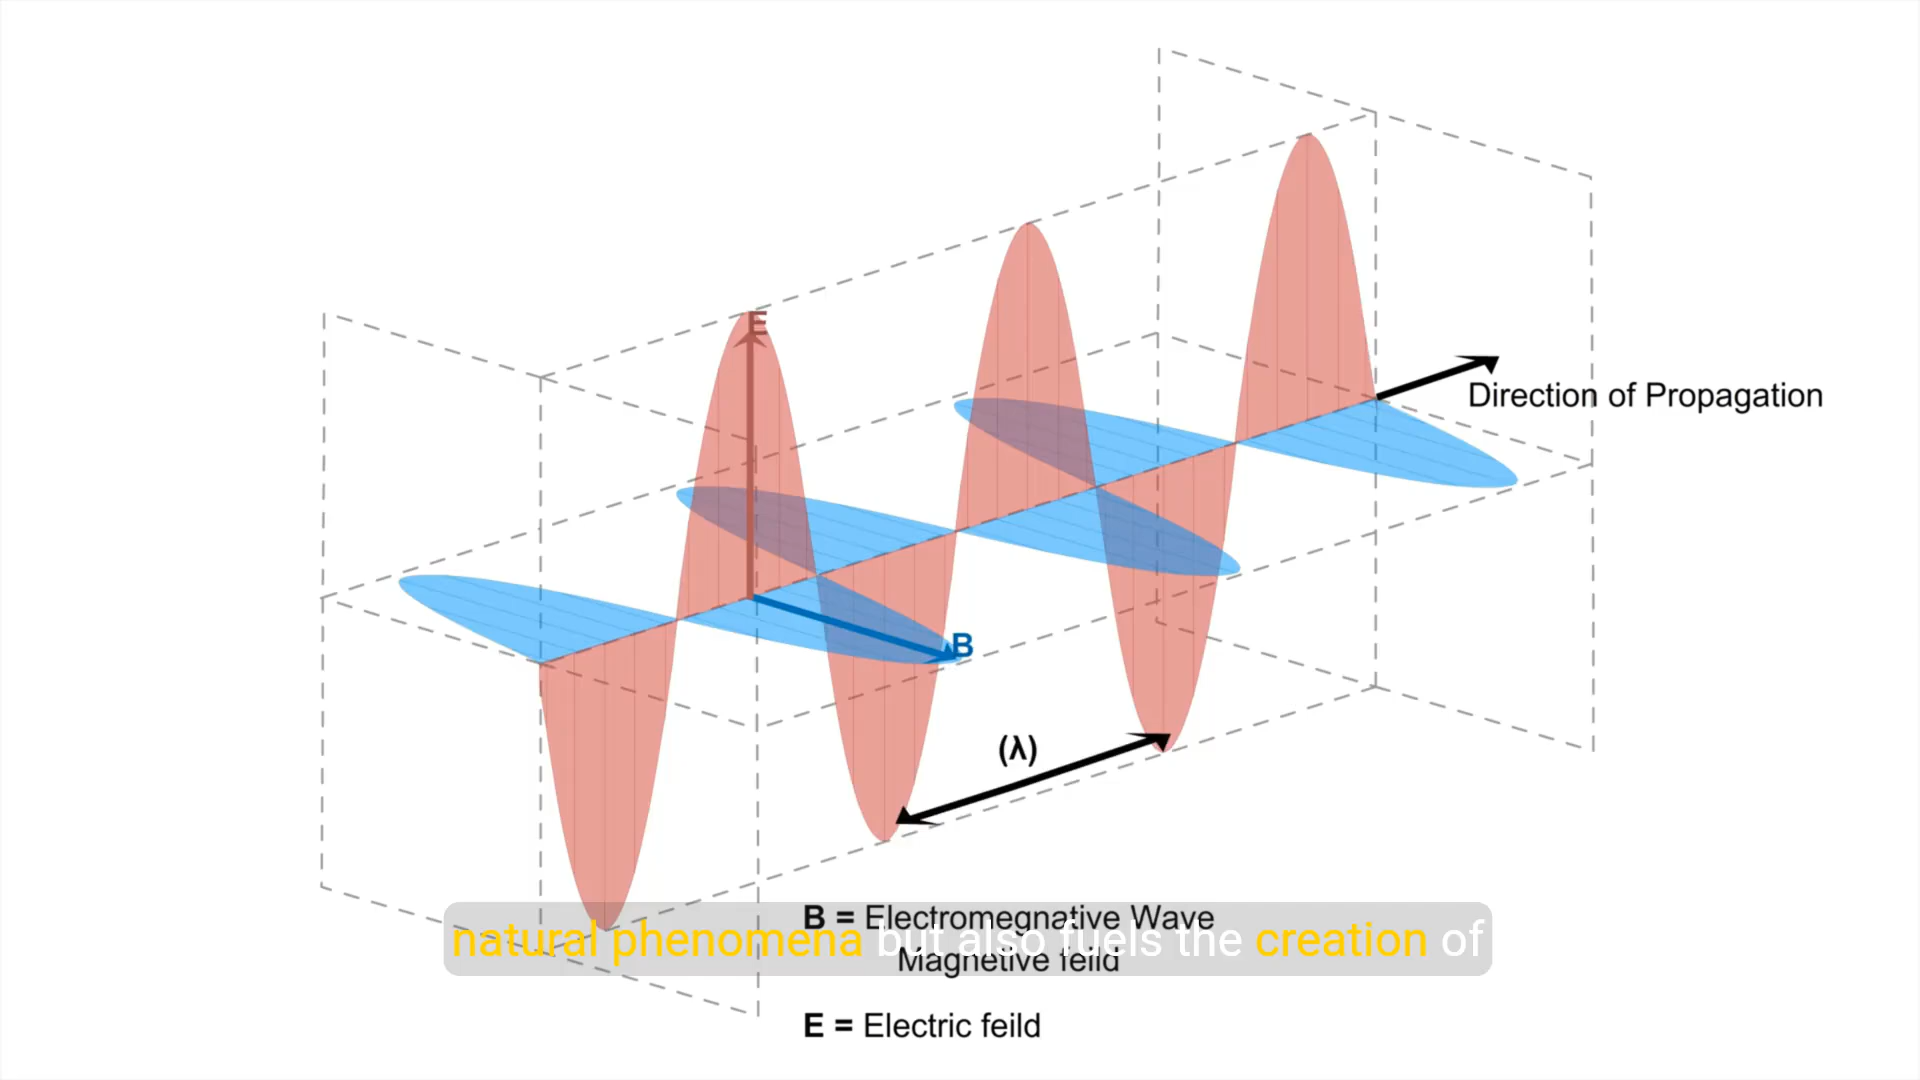 E
Direction of Propagation
B
(λ)
B = Electromegnative Wave
natural phenomena but also fuels the creation of
Magnetive feild
E = Electric feild